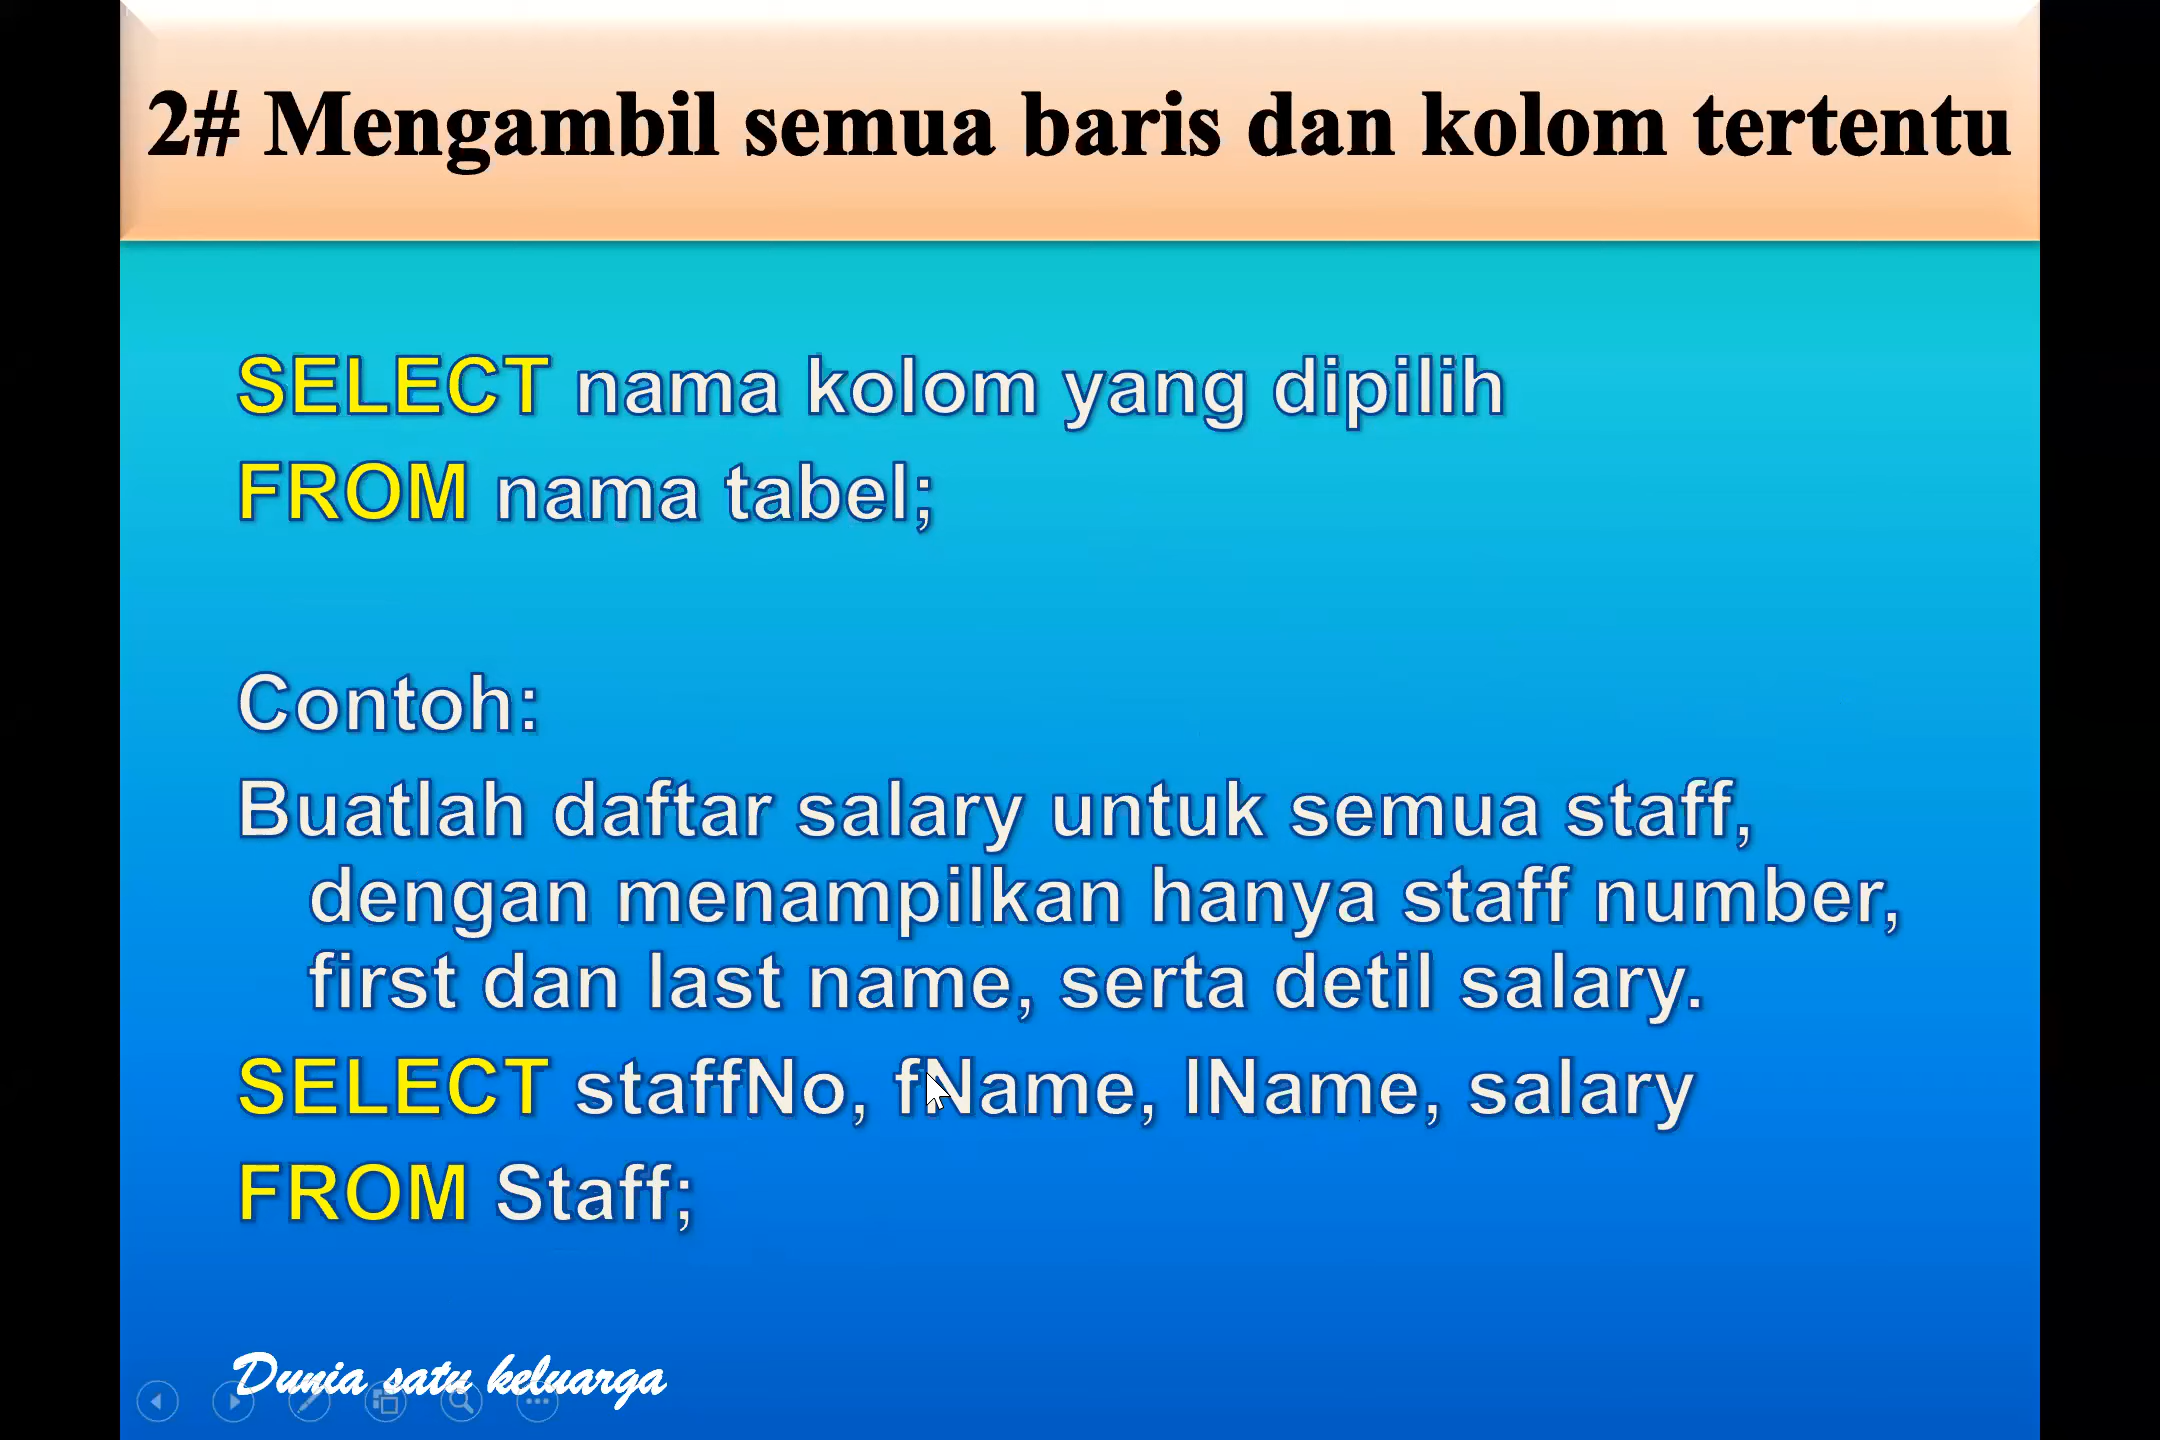 2# Mengambil semua baris dan kolom tertentu
SELECT nama kolom yang dipilih
FROM nama tabel;
Contoh:
Buatlah daftar salary untuk semua staff,
dengan menampilkan hanya staff number,
first dan last name, serta detil salary.
SELECT staffNo, fName, lName, salary
FROM Staff;
Dunia satu keluarga